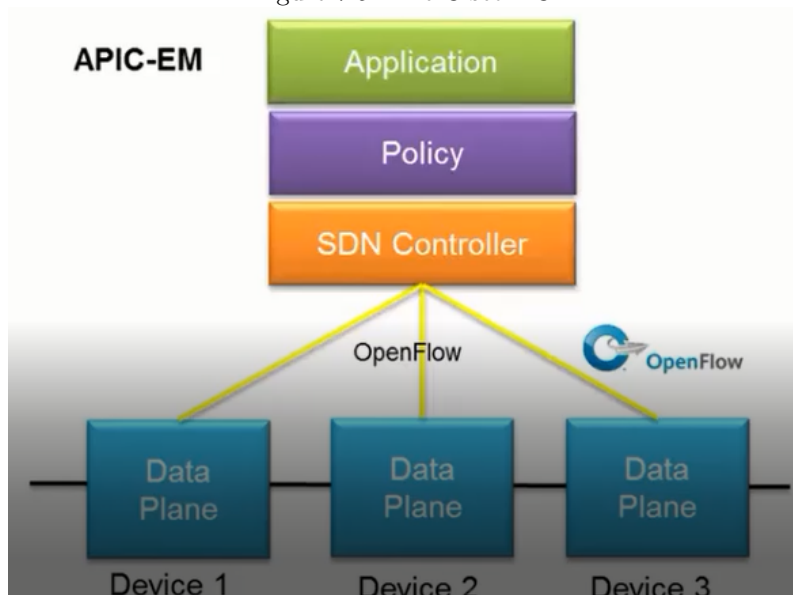 APIC-EM
Application
Policy
SDN Controller
OpenFlow
OpenFlow
Data
Plane
Data
Plane
Data
Plane
Device 1
Device 2
Device 3